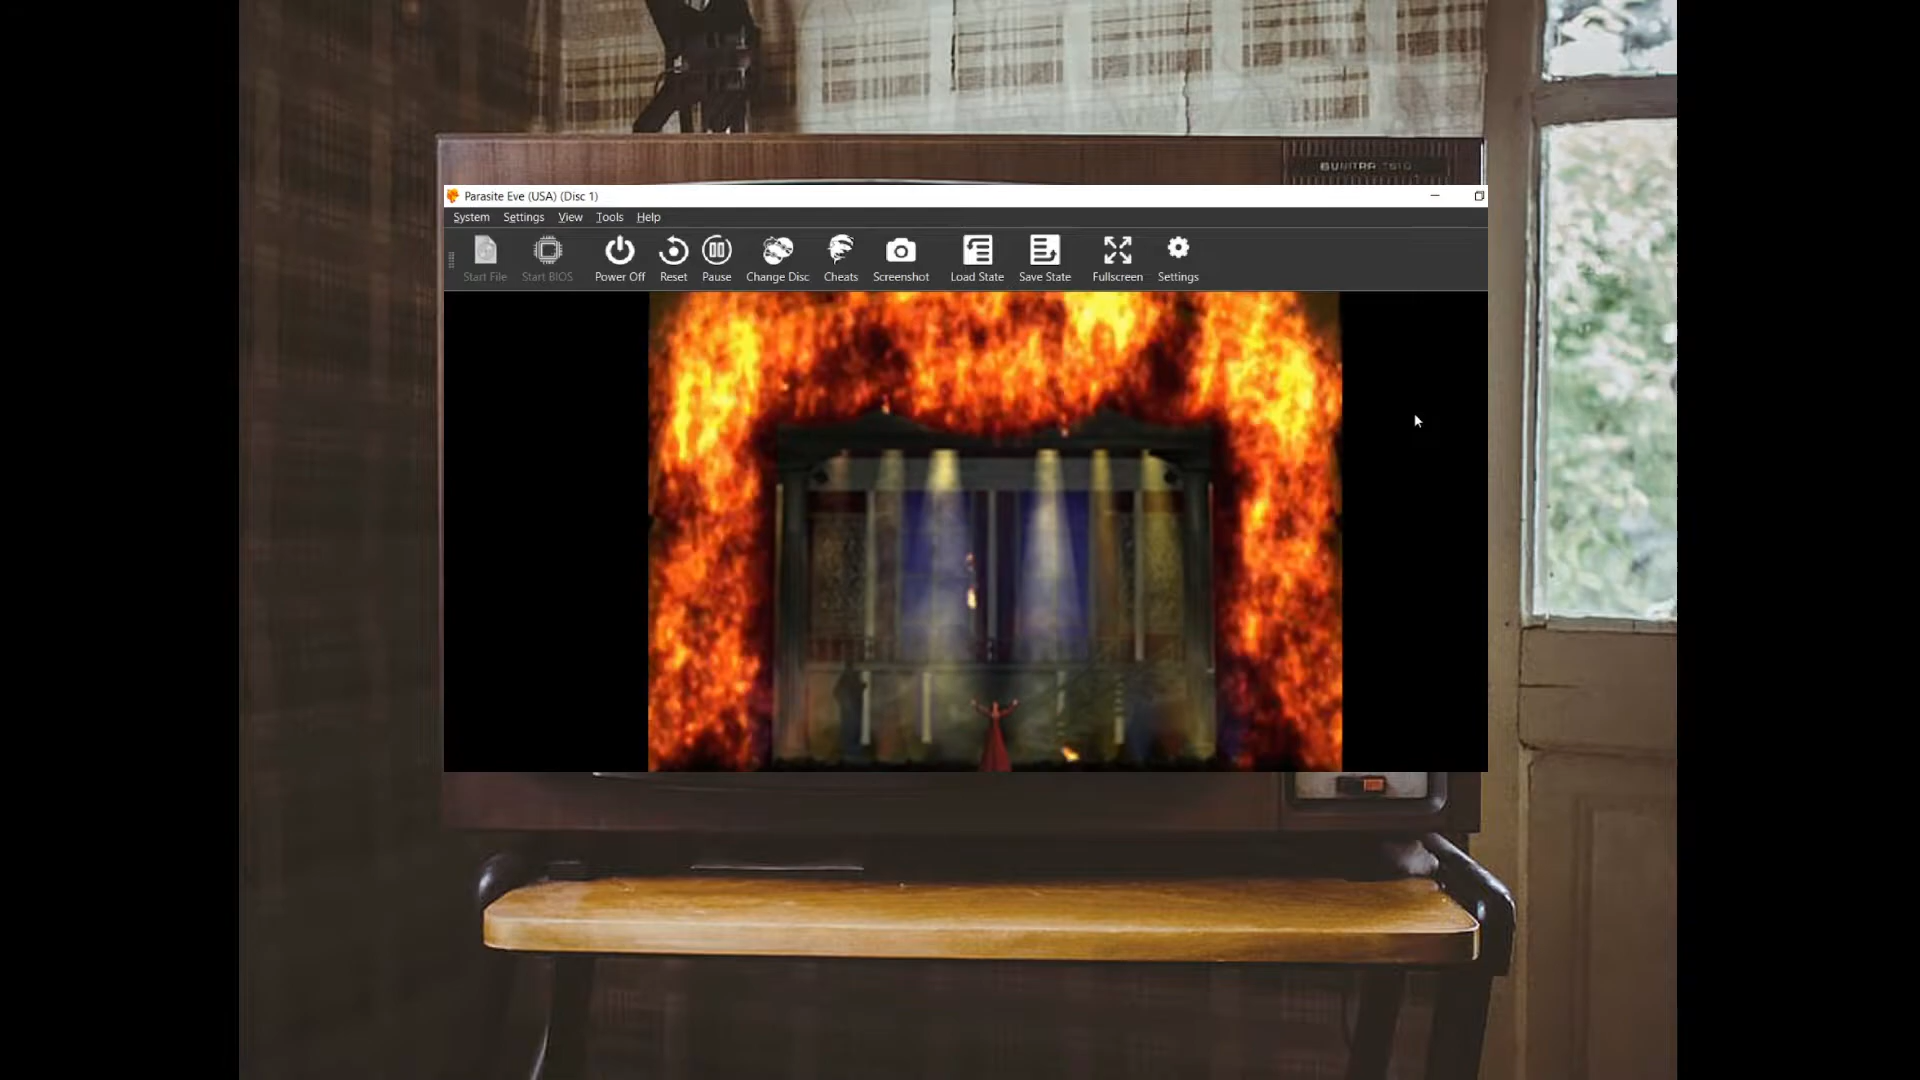 Parasite Eve (USA) (Disc 1)
System Settings View Tools Help
Start File Start BIOS Power Off Reset Pause Change Disc Cheats Screenshot Load State Save State Fullscreen Settings